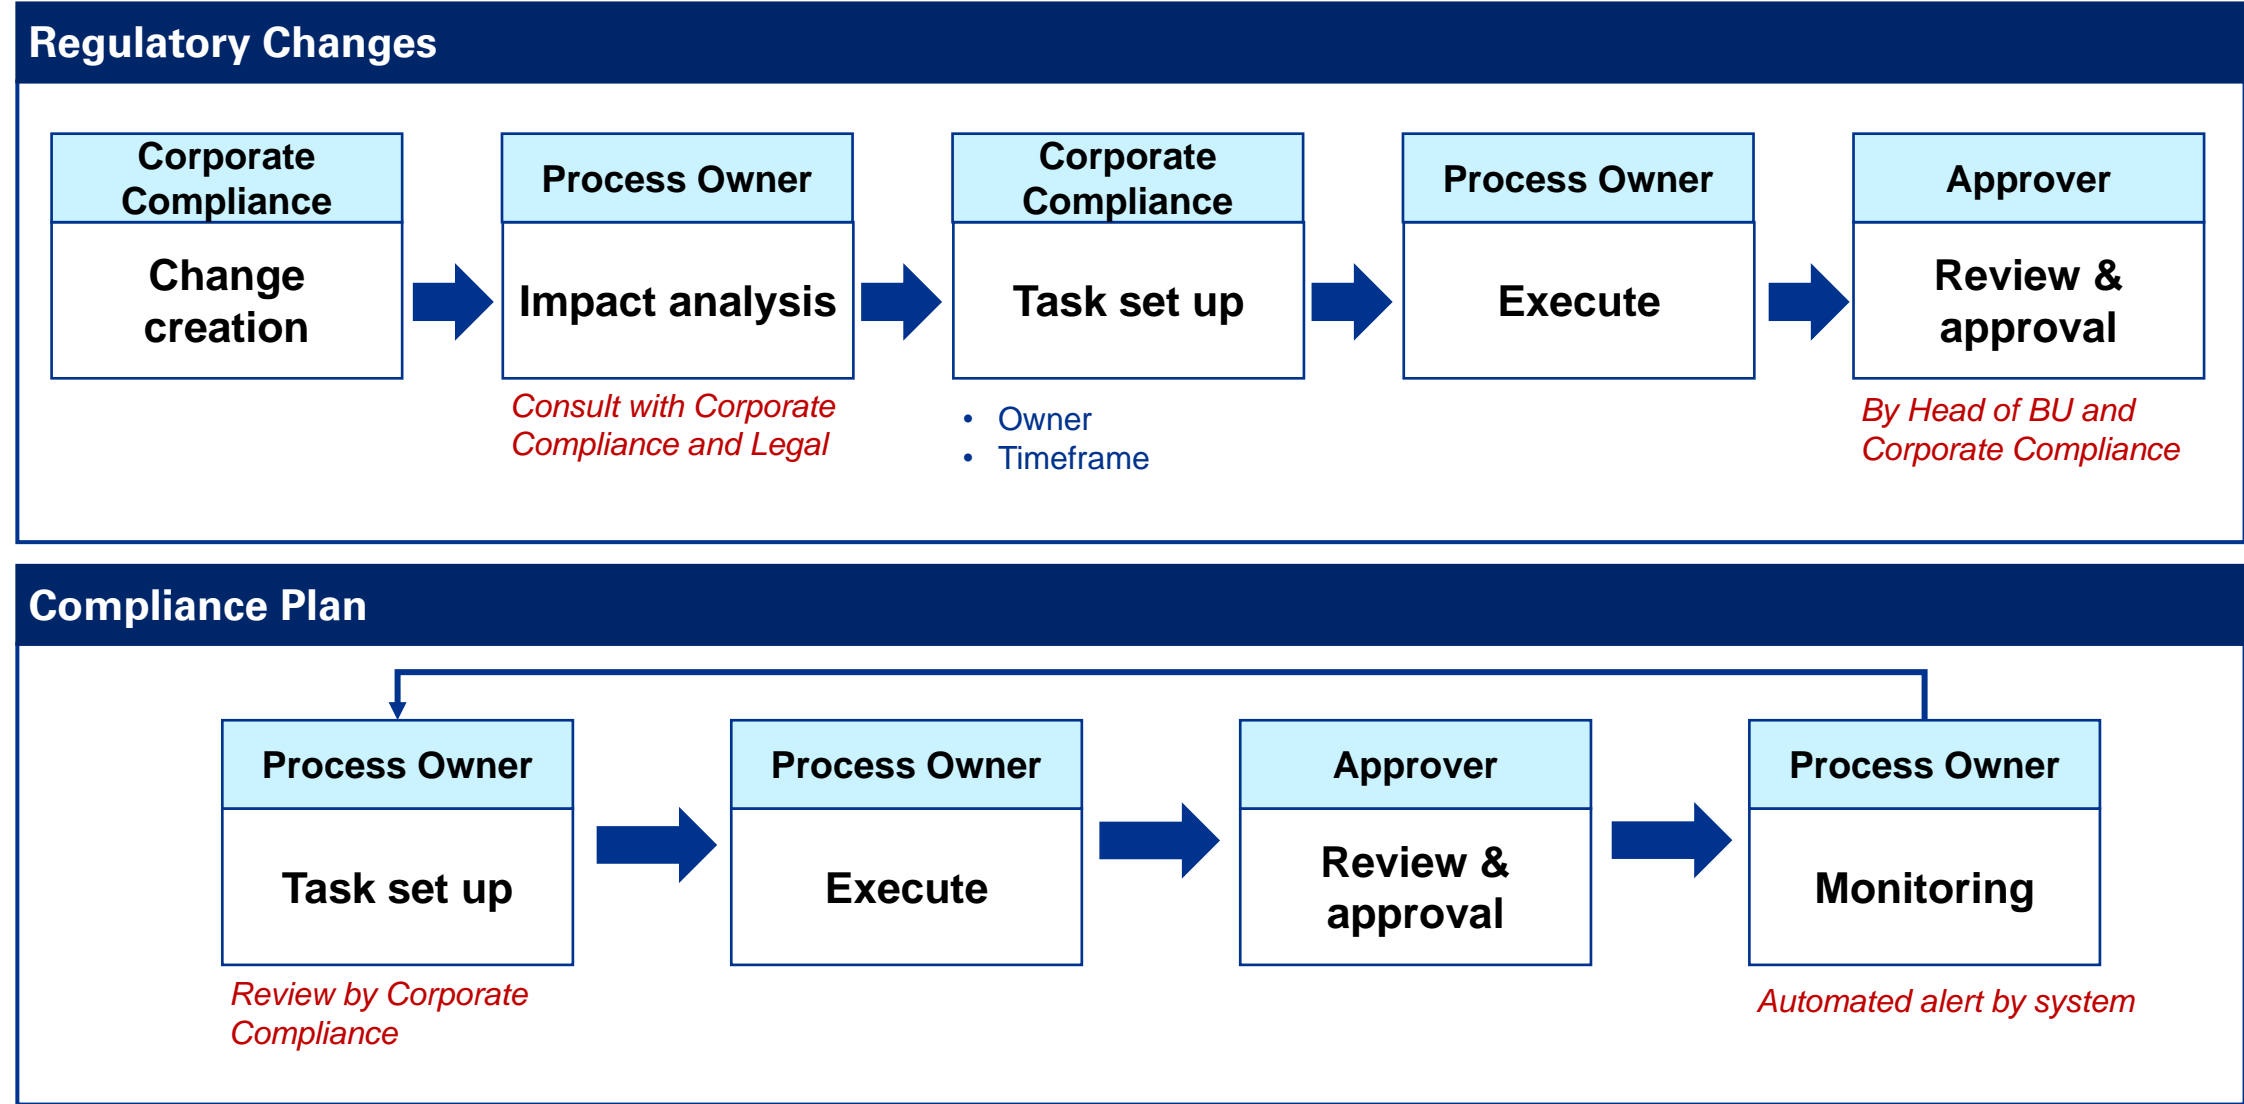 Regulatory Changes
Corporate
Compliance
Change
creation
Process Owner
Impact analysis
Consult with Corporate
Compliance and Legal
Corporate
Compliance
Task set up
• Owner
• Timeframe
Process Owner
Execute
Approver
Review &
approval
By Head of BU and
Corporate Compliance
Compliance Plan
Process Owner
Task set up
Review by Corporate
Compliance
Process Owner
Execute
Approver
Review &
approval
Process Owner
Monitoring
Automated alert by system